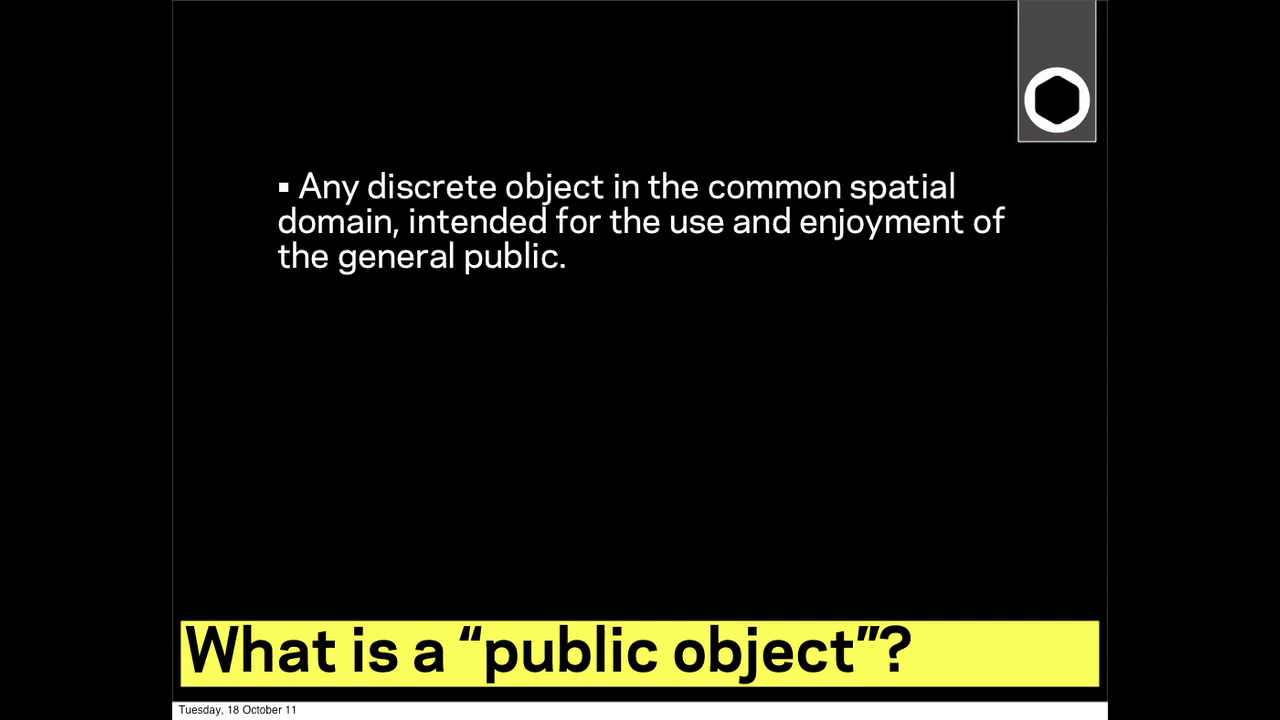 ▪ Any discrete object in the common spatial
domain, intended for the use and enjoyment of
the general public.
What is a “public object”?
Tuesday, 18 October 11